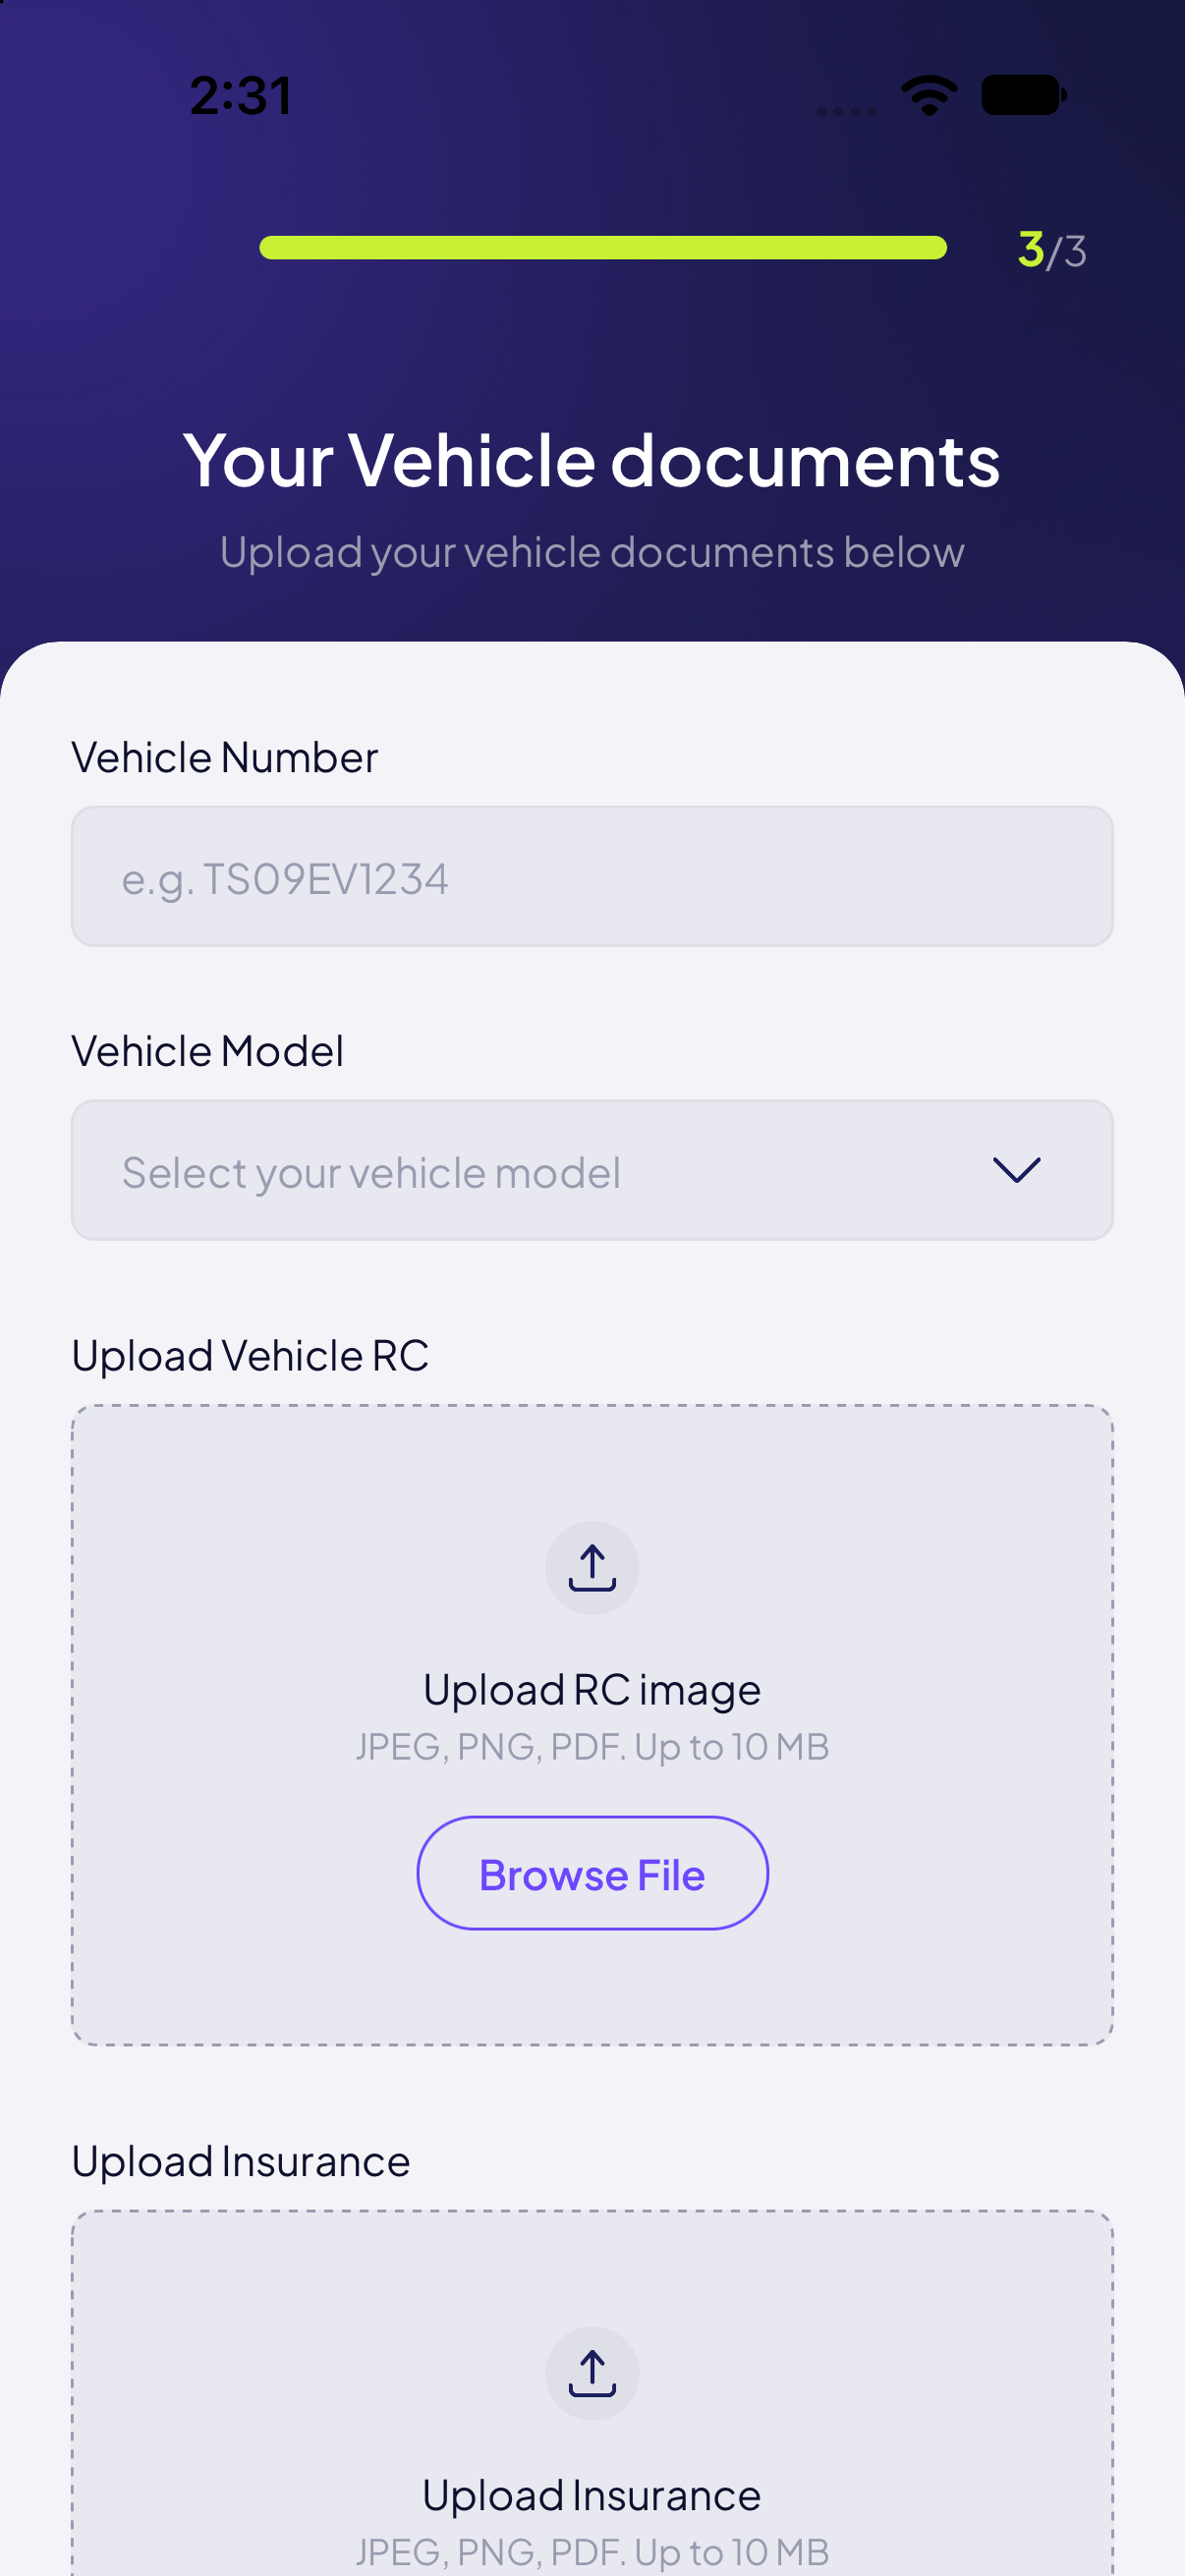 2:31
3/3
Your Vehicle documents
Upload your vehicle documents below
Vehicle Number
e.g. TS09EV1234
Vehicle Model
Select your vehicle model
Upload Vehicle RC
Upload RC image
JPEG, PNG, PDF. Up to 10 MB
Browse File
Upload Insurance
Upload Insurance
JPEG, PNG, PDF. Up to 10 MB